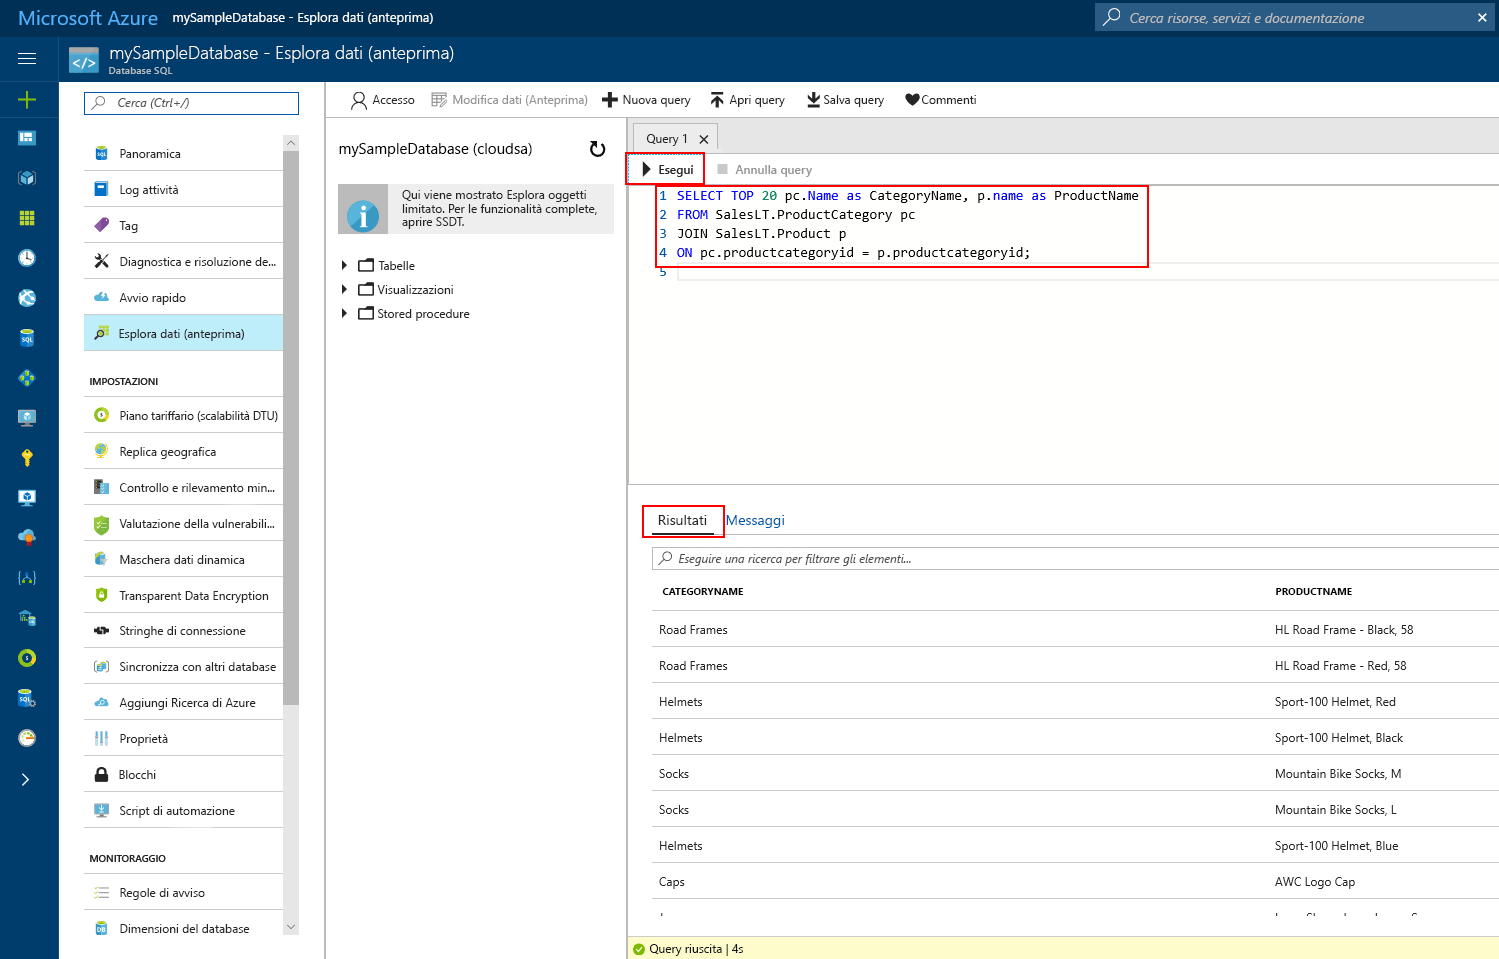 Microsoft Azure mySampleDatabase - Esplora dati (anteprima)
Cerca risorse, servizi e documentazione
mySampleDatabase - Esplora dati (anteprima)
Database SQL
Cerca (Ctrl+/)
Panoramica
Log attività
Tag
Diagnostica e risoluzione de...
Avvio rapido
Esplora dati (anteprima)
IMPOSTAZIONI
Piano tariffario (scalabilità DTU)
Replica geografica
Controllo e rilevamento min...
Valutazione della vulnerabili...
Maschera dati dinamica
Transparent Data Encryption
Stringhe di connessione
Sincronizza con altri database
Aggiungi Ricerca di Azure
Proprietà
Blocchi
Script di automazione
MONITORAGGIO
Regole di avviso
Dimensioni del database
Accesso Modifica dati (Anteprima) Nuova query Apri query Salva query Commenti
mySampleDatabase (cloudsa)
Qui viene mostrato Esplora oggetti
limitato. Per le funzionalità complete,
aprire SSDT.
Tabelle
Visualizzazioni
Stored procedure
Query 1
Esegui Annulla query
1 SELECT TOP 20 pc.Name as CategoryName, p.name as ProductName
2 FROM SalesLT.ProductCategory pc
3 JOIN SalesLT.Product p
4 ON pc.productcategoryid = p.productcategoryid;
5
Risultati Messaggi
Eseguire una ricerca per filtrare gli elementi...
CATEGORYNAME PRODUCTNAME
Road Frames HL Road Frame - Black, 58
Road Frames HL Road Frame - Red, 58
Helmets Sport-100 Helmet, Red
Helmets Sport-100 Helmet, Black
Socks Mountain Bike Socks, M
Socks Mountain Bike Socks, L
Helmets Sport-100 Helmet, Blue
Caps AWC Logo Cap
Query riuscita | 4s